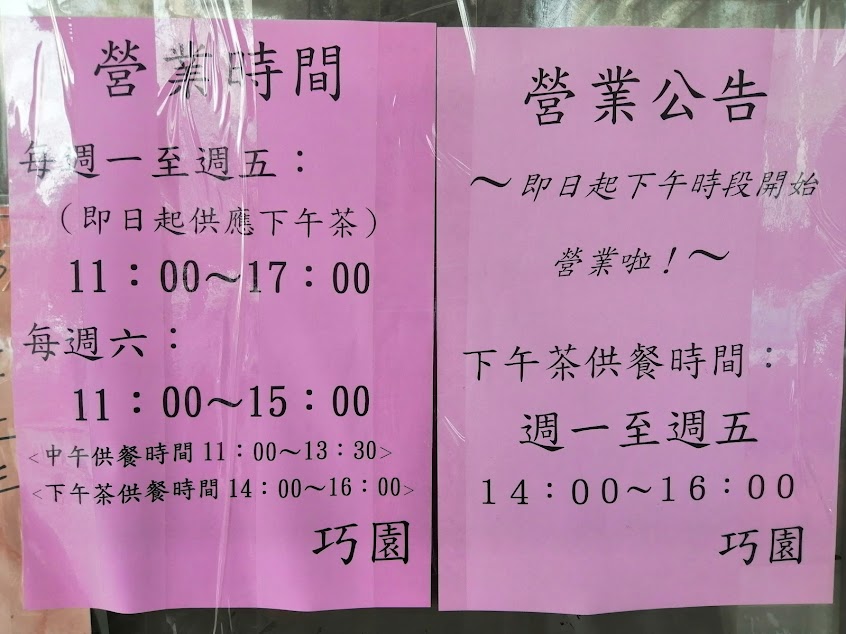 營業時間
每週一至週五：
（即日起供應下午茶）
11：00～17：00
每週六：
11：00～15：00
<中午供餐時間11：00～13：30>
<下午茶供餐時間14：00～16：00>
巧園
營業公告
～即日起下午時段開始
營業啦！～
下午茶供餐時間：
週一至週五
14：00～16：00
巧園